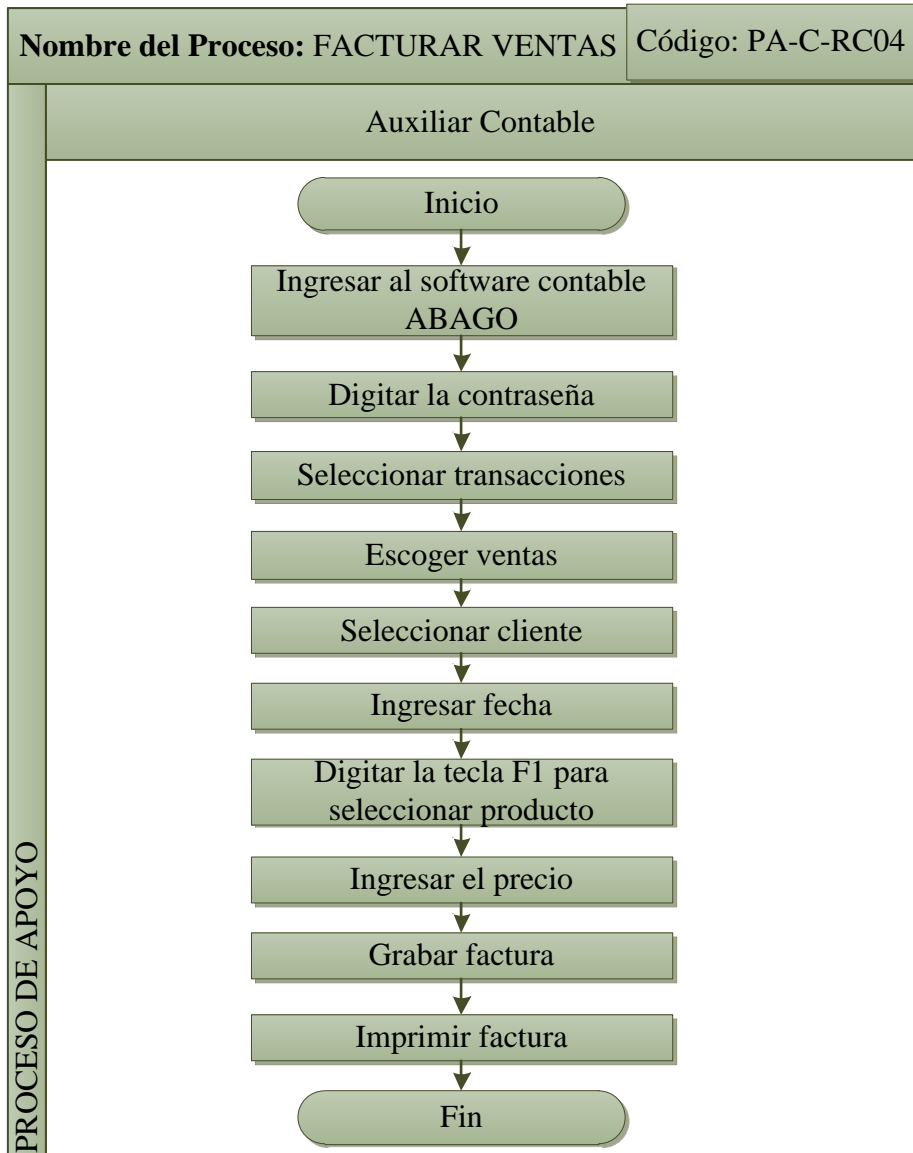 Nombre del Proceso: FACTURAR VENTAS
Código: PA-C-RC04
Auxiliar Contable
PROCESO DE APOYO
Inicio
Ingresar al software contable
ABAGO
Digitar la contraseña
Seleccionar transacciones
Escoger ventas
Seleccionar cliente
Ingresar fecha
Digitar la tecla F1 para
seleccionar producto
Ingresar el precio
Grabar factura
Imprimir factura
Fin